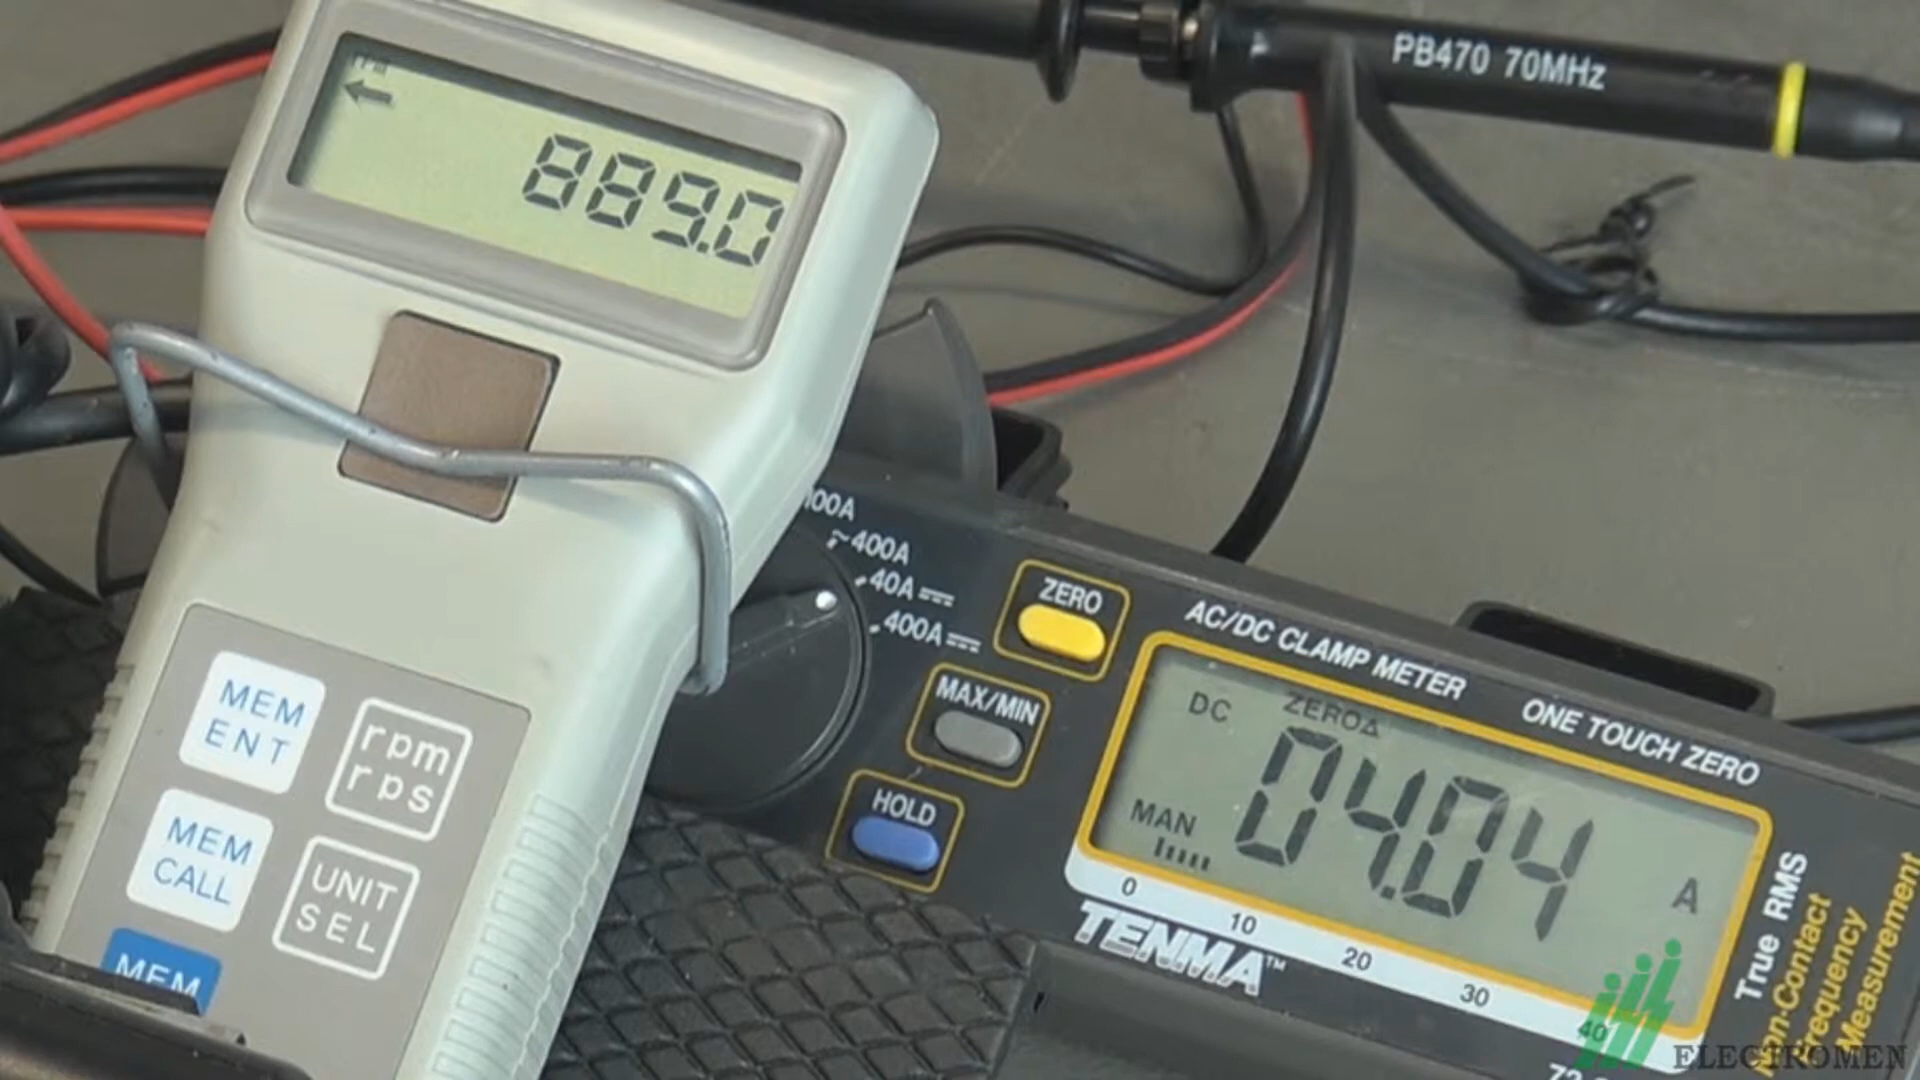 rpm
889.0
PB470 70MHz
MEM
ENT
rpm
rps
MEM
CALL
UNIT
SEL
MEM
~400A
40A
400A
ZERO
MAX/MIN
HOLD
AC/DC CLAMP METER
ONE TOUCH ZERO
DC
ZERO∆
MAN
04.04
A
0 10 20 30 40
TENMA™
True RMS
Non-Contact
Frequency
Measurement
ELECTROMEN